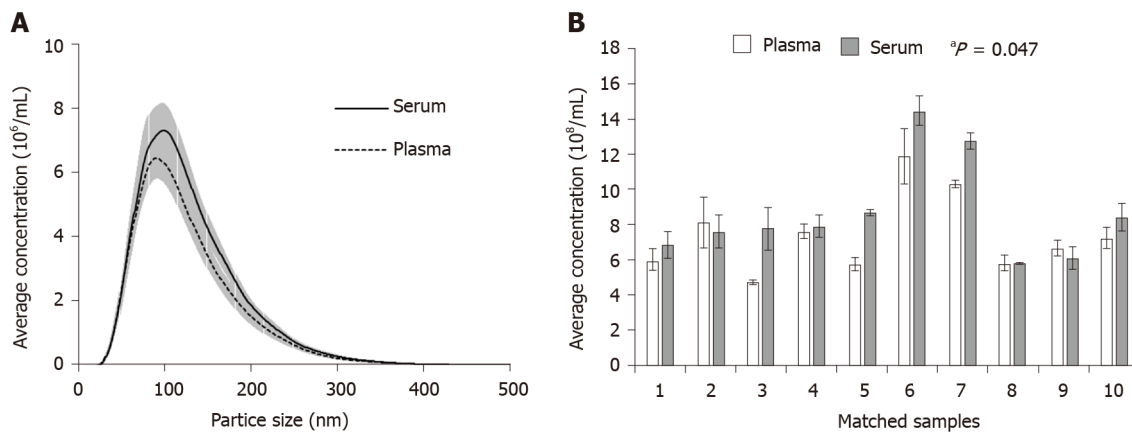 A
10
8
6
4
2
0
Average concentration (10⁶/mL)
Serum
Plasma
0 100 200 300 400 500
Partice size (nm)
B
Plasma Serum ᵃP = 0.047
18
16
14
12
10
8
6
4
2
0
Average concentration (10⁸/mL)
1 2 3 4 5 6 7 8 9 10
Matched samples